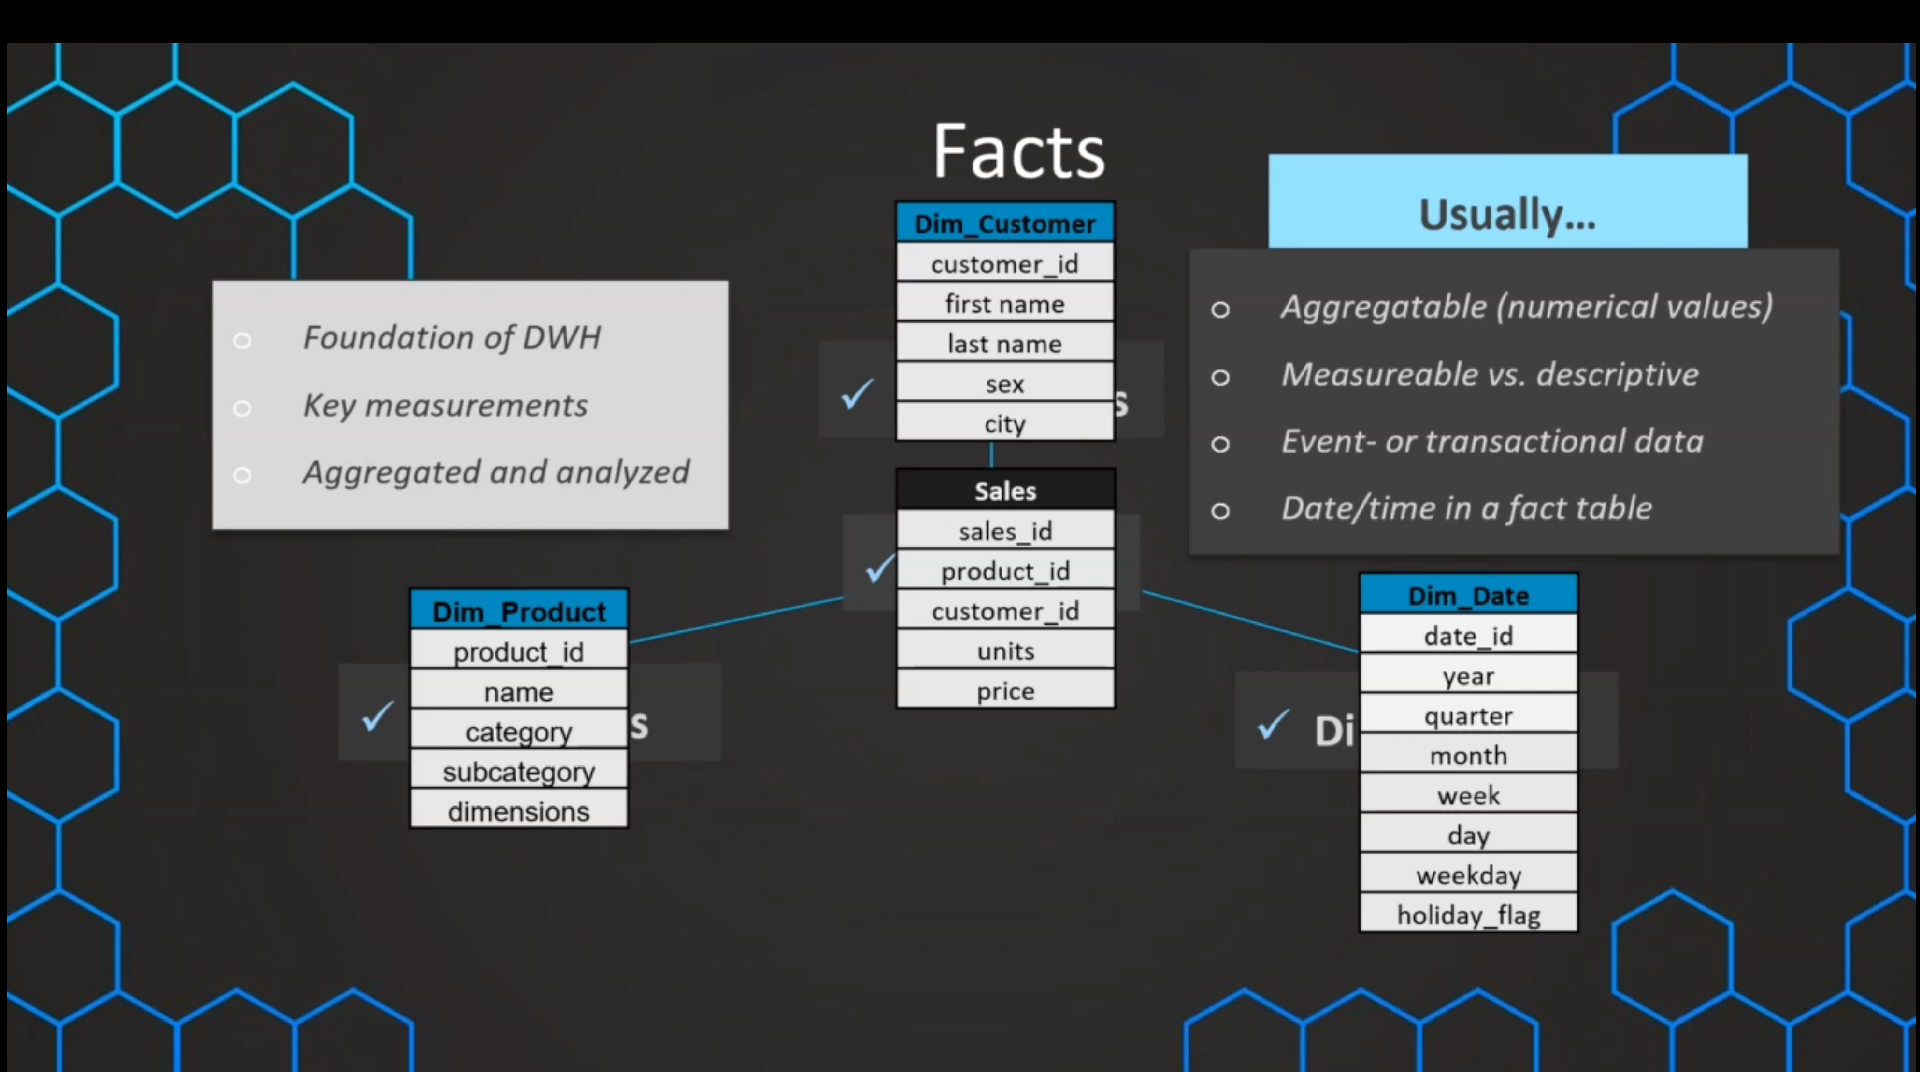 Facts
Usually...
Foundation of DWH
Key measurements
Aggregated and analyzed
Dim_Customer
customer_id
first name
last name
sex
city
Aggregatable (numerical values)
Measureable vs. descriptive
Event- or transactional data
Date/time in a fact table
Sales
sales_id
product_id
customer_id
units
price
Dim_Product
product_id
name
category
subcategory
dimensions
Dim_Date
date_id
year
quarter
month
week
day
weekday
holiday_flag